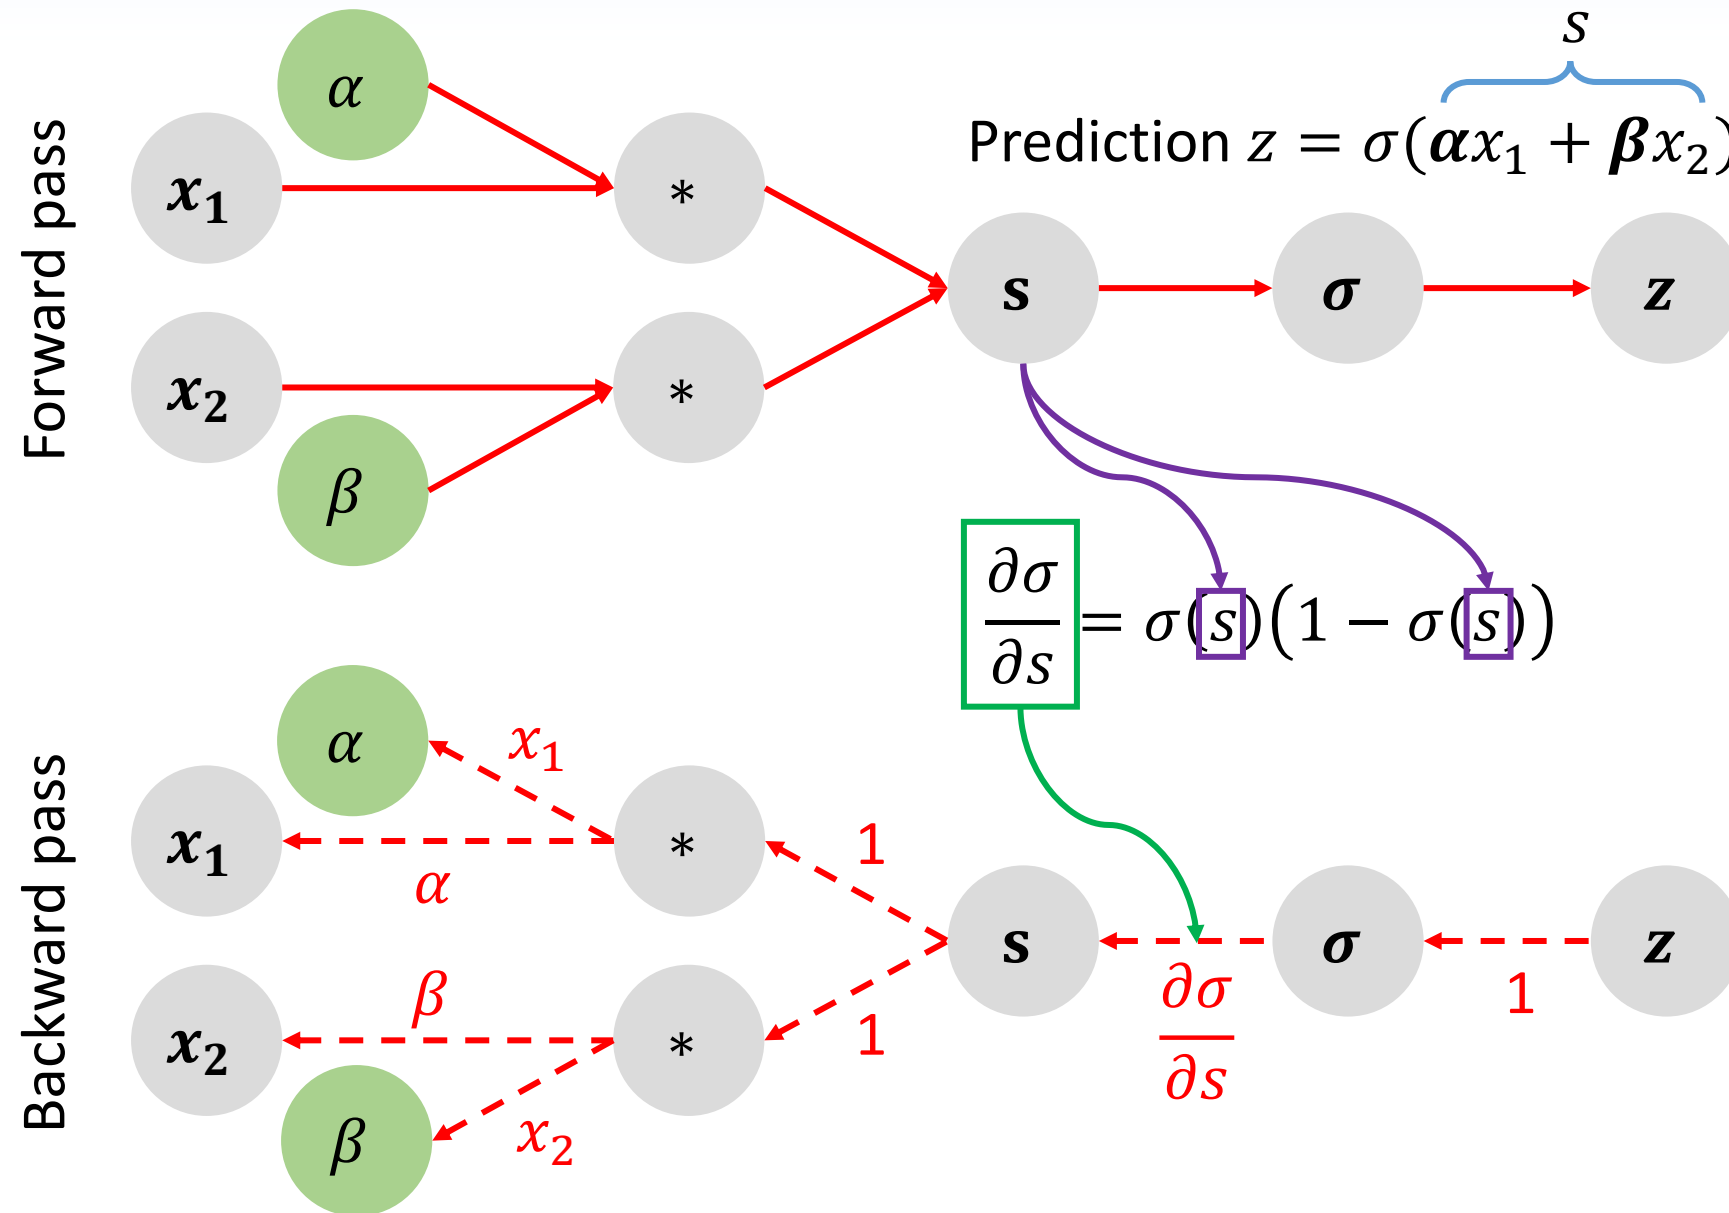 s
Prediction z = σ(αx₁ + βx₂)
Forward pass
α
x₁
*
s
σ
z
x₂
*
β
∂σ/∂s = σ(s)(1 − σ(s))
Backward pass
α
x₁
x₁
*
1
α
s
σ
z
∂σ/∂s
1
β
x₂
*
1
β
x₂